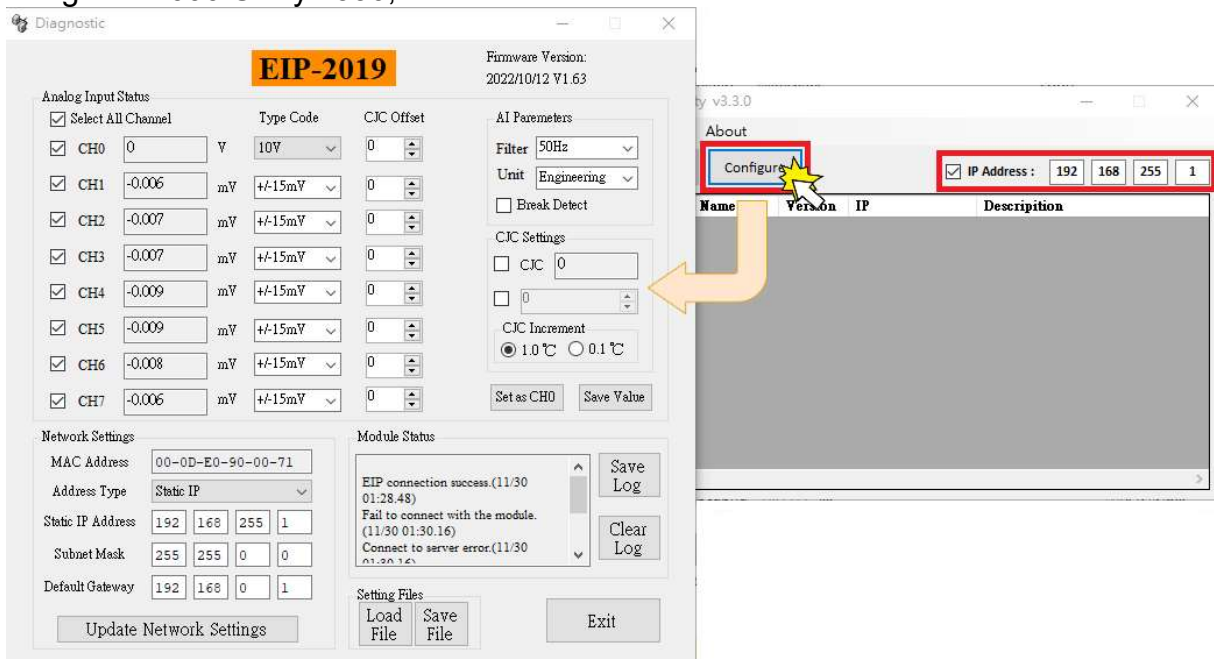 Diagnostic
EIP-2019
Firmware Version:
2022/10/12 V1.63
Analog Input Status
Select All Channel Type Code CJC Offset
CH0 0 V 10V 0
CH1 -0.006 mV +/-15mV 0
CH2 -0.007 mV +/-15mV 0
CH3 -0.007 mV +/-15mV 0
CH4 -0.009 mV +/-15mV 0
CH5 -0.009 mV +/-15mV 0
CH6 -0.008 mV +/-15mV 0
CH7 -0.006 mV +/-15mV 0
AI Paremeters
Filter 50Hz
Unit Engineering
Break Detect
CJC Settings
CJC 0
0
CJC Increment
1.0℃ 0.1℃
Set as CH0 Save Value
Network Settings
MAC Address 00-0D-E0-90-00-71
Address Type Static IP
Static IP Address 192 168 255 1
Subnet Mask 255 255 0 0
Default Gateway 192 168 0 1
Update Network Settings
Module Status
EIP connection success.(11/30
01:28.48)
Fail to connect with the module.
(11/30 01:30.16)
Connect to server error.(11/30
01:30.16)
Save
Log
Clear
Log
Setting Files
Load
File
Save
File
Exit
v3.3.0
About
Configure
IP Address : 192 168 255 1
Name Version IP Descripition